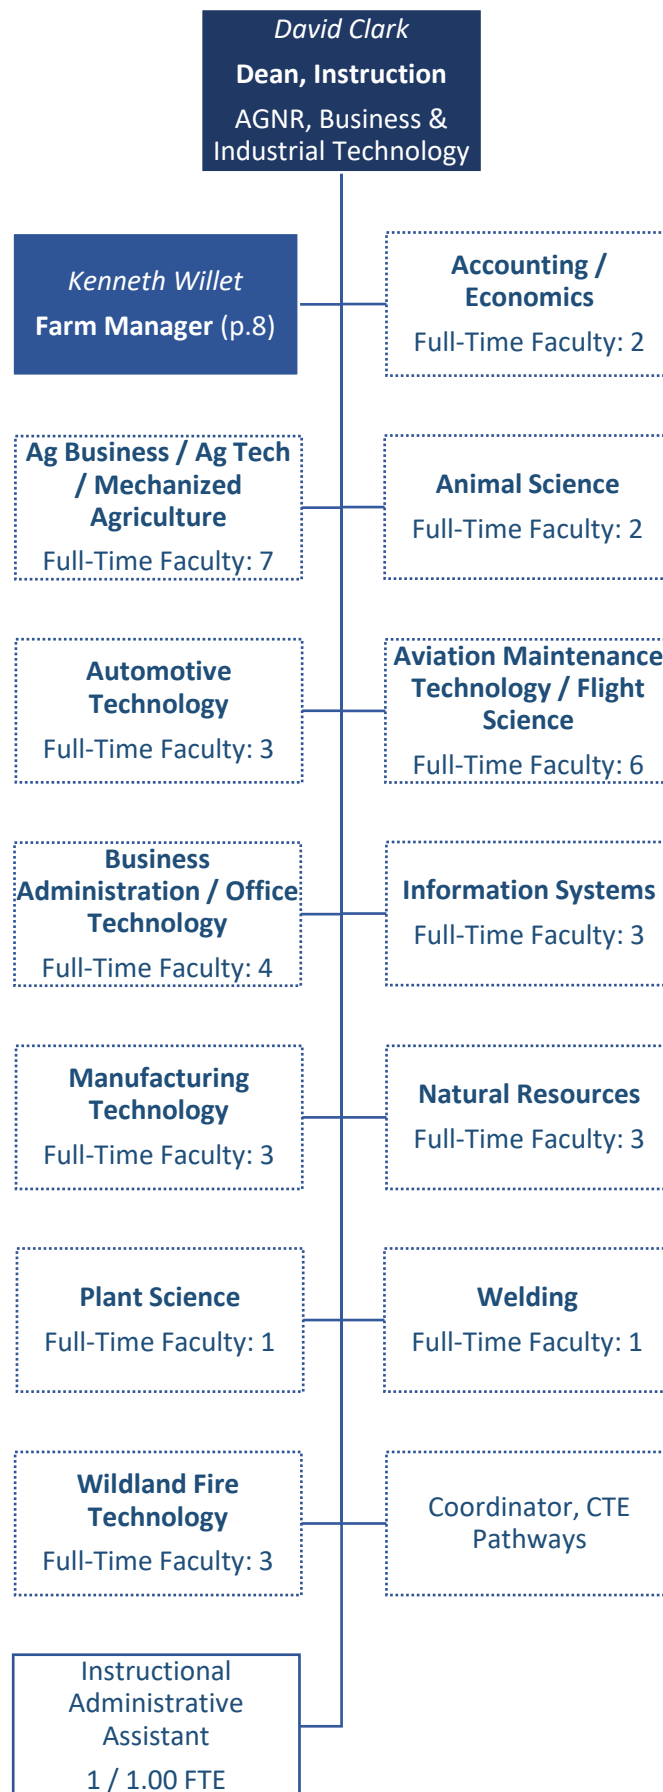 David Clark
Dean, Instruction
AGNR, Business &
Industrial Technology
Kenneth Willet
Farm Manager (p.8)
Accounting /
Economics
Full-Time Faculty: 2
Ag Business / Ag Tech
/ Mechanized
Agriculture
Full-Time Faculty: 7
Animal Science
Full-Time Faculty: 2
Automotive
Technology
Full-Time Faculty: 3
Aviation Maintenance
Technology / Flight
Science
Full-Time Faculty: 6
Business
Administration / Office
Technology
Full-Time Faculty: 4
Information Systems
Full-Time Faculty: 3
Manufacturing
Technology
Full-Time Faculty: 3
Natural Resources
Full-Time Faculty: 3
Plant Science
Full-Time Faculty: 1
Welding
Full-Time Faculty: 1
Wildland Fire
Technology
Full-Time Faculty: 3
Coordinator, CTE
Pathways
Instructional
Administrative
Assistant
1 / 1.00 FTE